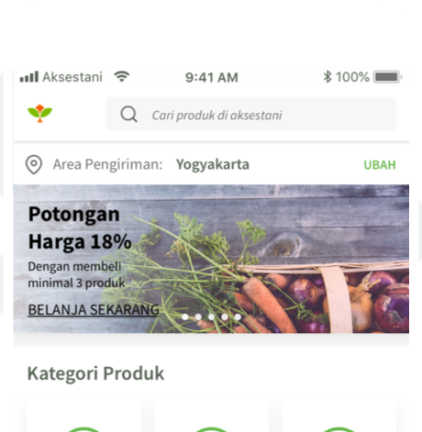 Aksestani 9:41 AM 100%
Cari produk di aksestani
Area Pengiriman: Yogyakarta UBAH
Potongan
Harga 18%
Dengan membeli
minimal 3 produk
BELANJA SEKARANG
Kategori Produk